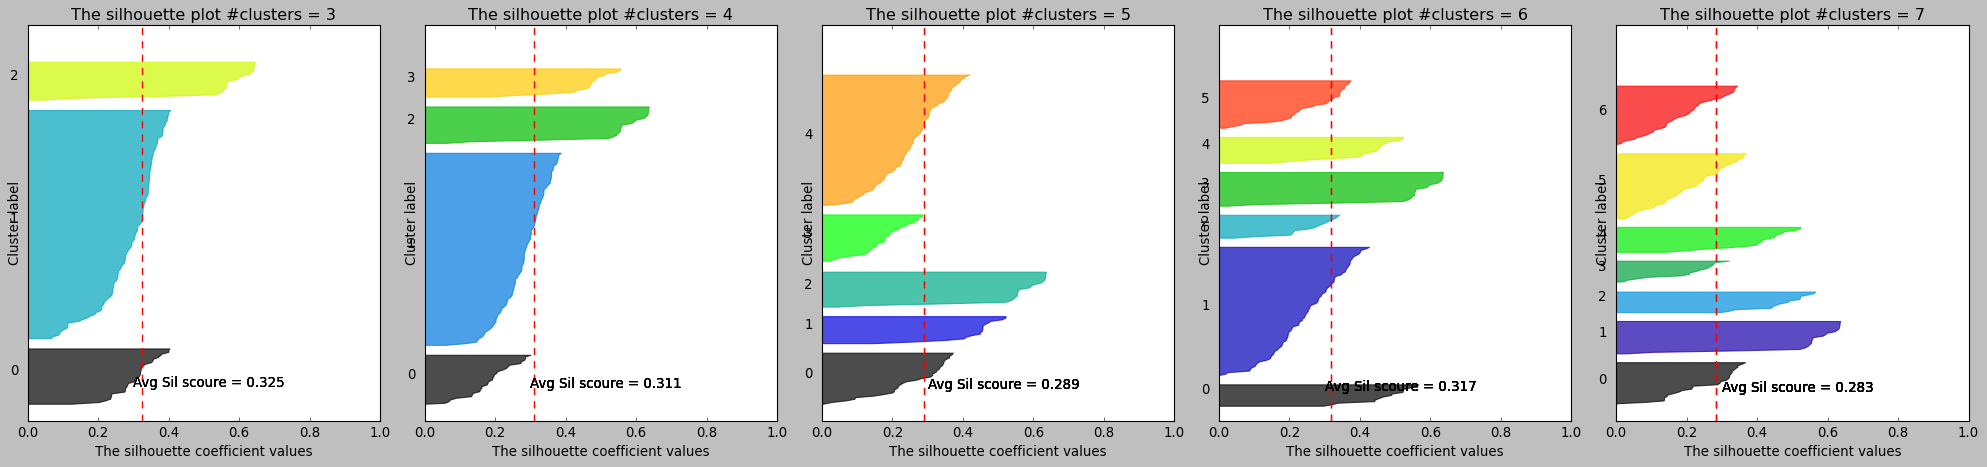 The silhouette plot #clusters = 3
2
1
0
Cluster label
Avg Sil scoure = 0.325
0.0 0.2 0.4 0.6 0.8 1.0
The silhouette coefficient values
The silhouette plot #clusters = 4
3
2
1
0
Cluster label
Avg Sil scoure = 0.311
0.0 0.2 0.4 0.6 0.8 1.0
The silhouette coefficient values
The silhouette plot #clusters = 5
4
3
2
1
0
Cluster label
Avg Sil scoure = 0.289
0.0 0.2 0.4 0.6 0.8 1.0
The silhouette coefficient values
The silhouette plot #clusters = 6
5
4
3
2
1
0
Cluster label
Avg Sil scoure = 0.317
0.0 0.2 0.4 0.6 0.8 1.0
The silhouette coefficient values
The silhouette plot #clusters = 7
6
5
4
3
2
1
0
Cluster label
Avg Sil scoure = 0.283
0.0 0.2 0.4 0.6 0.8 1.0
The silhouette coefficient values